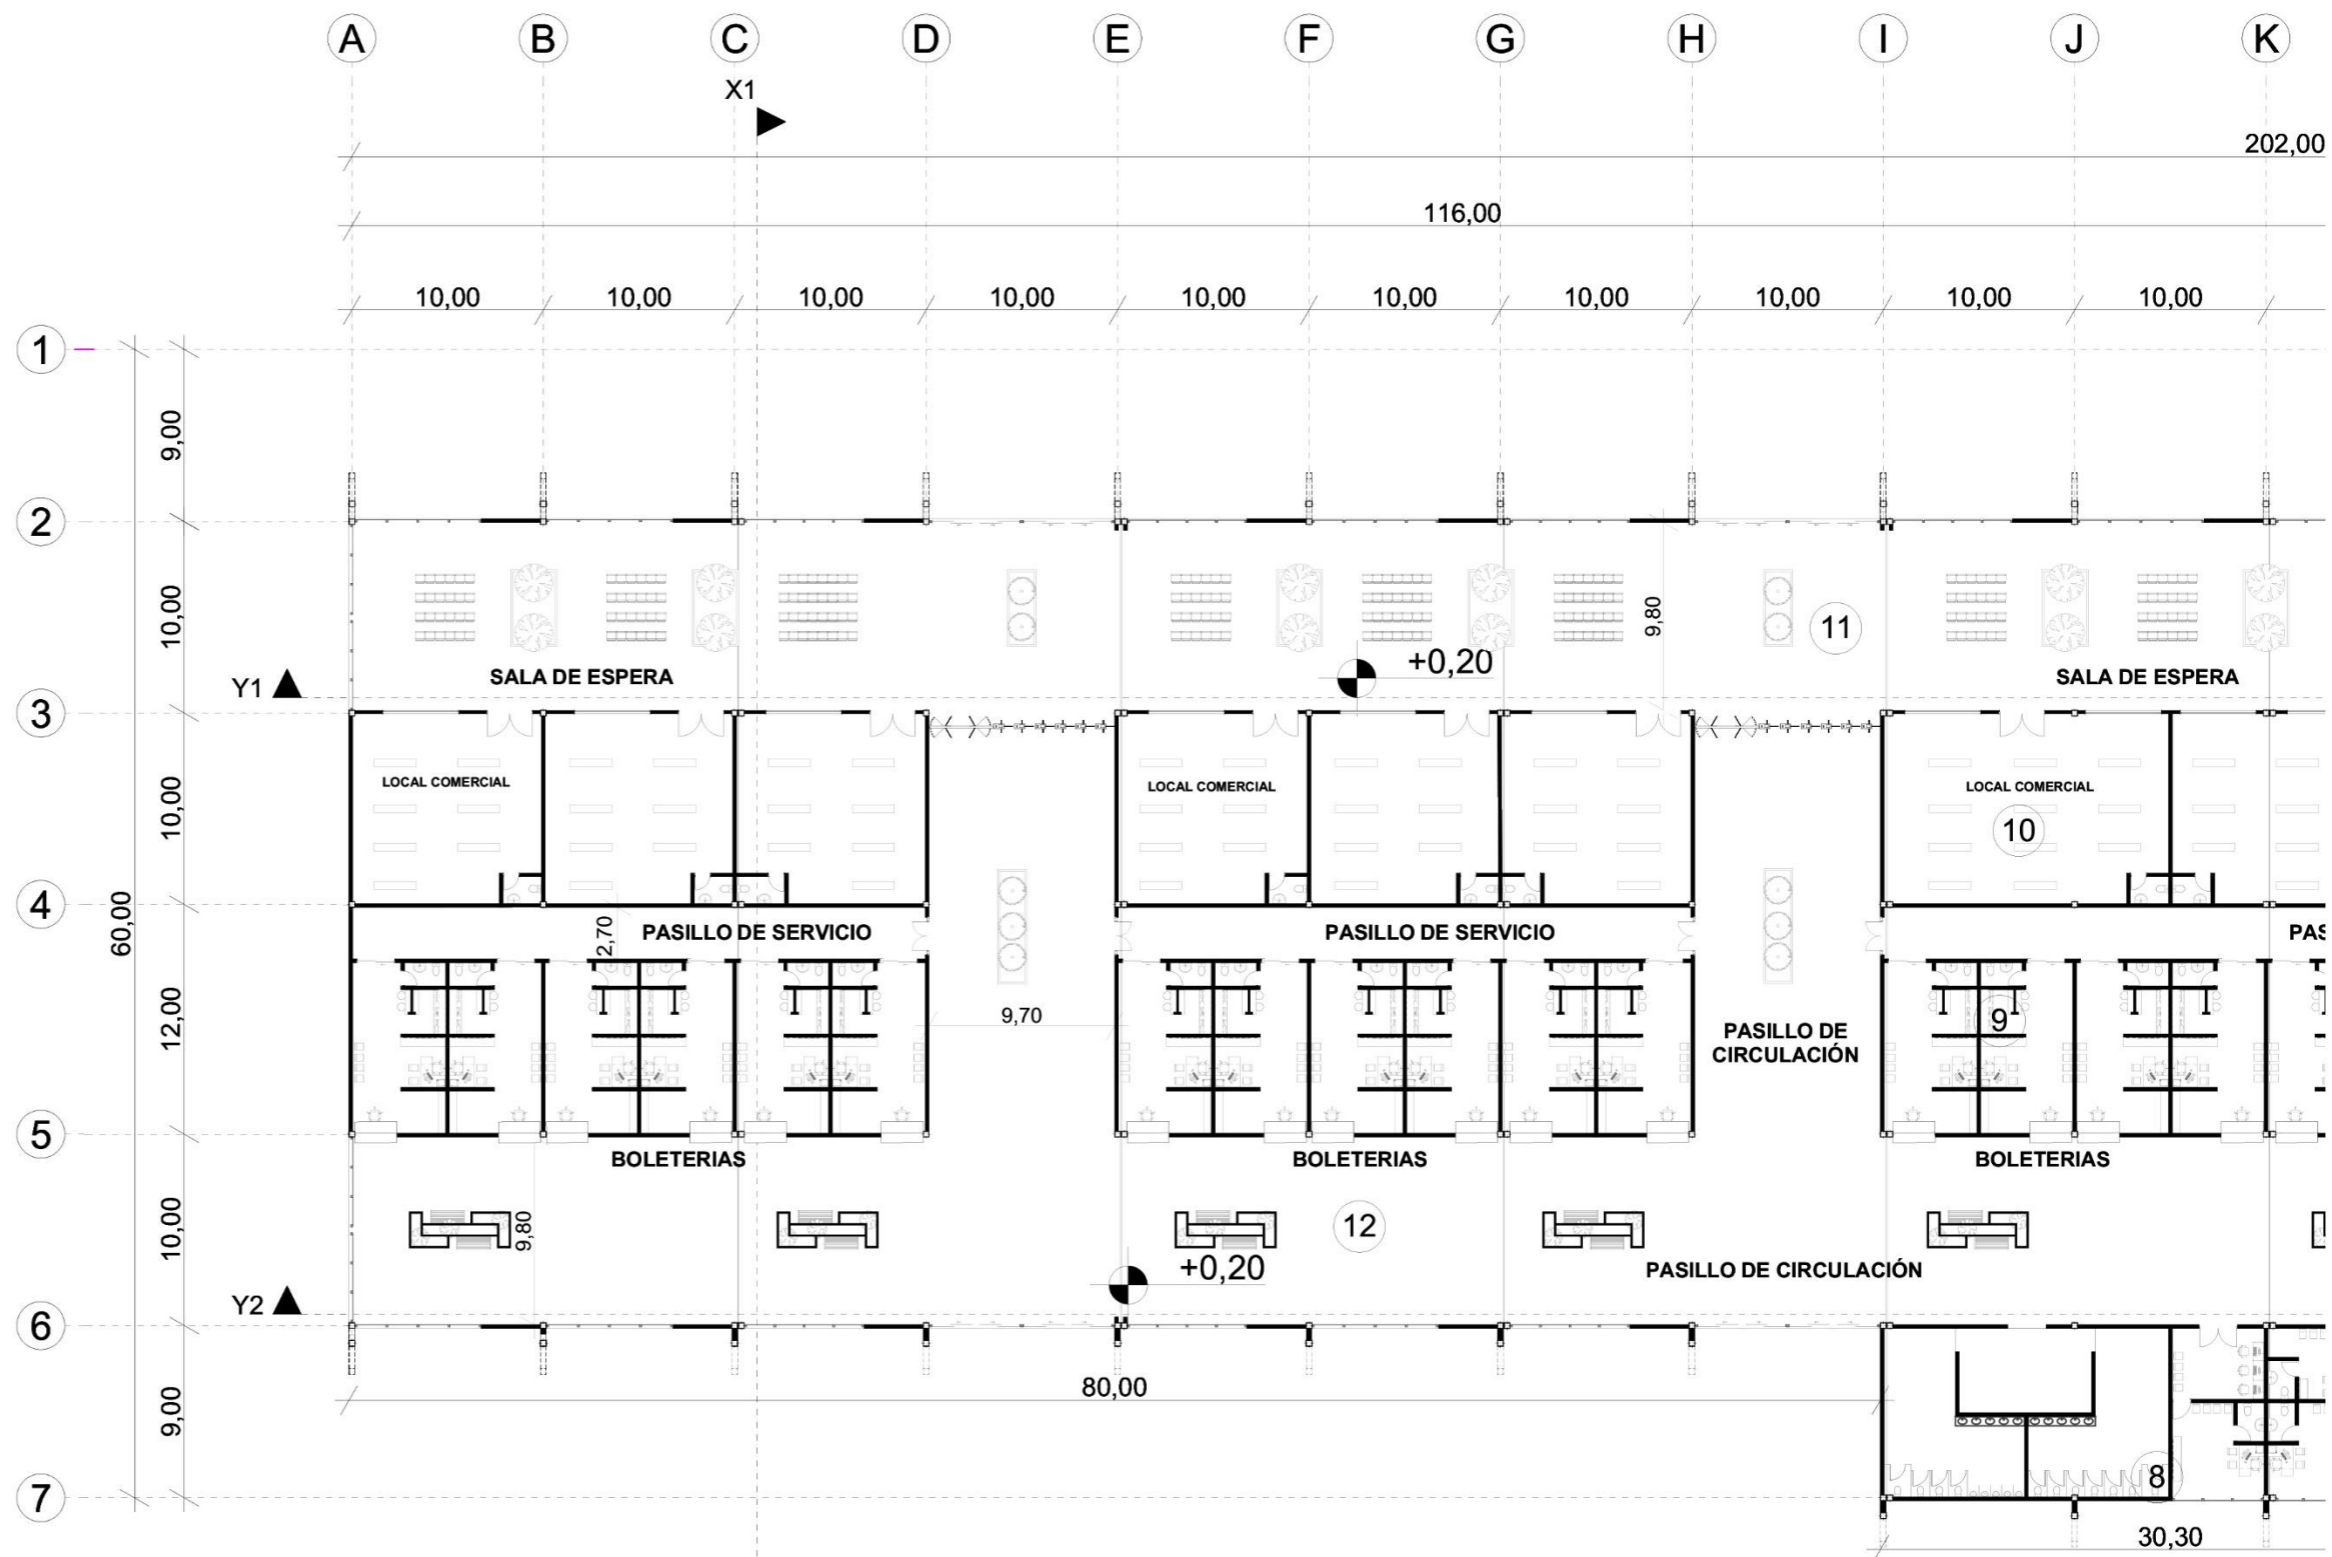 A B C D E F G H I J K
X1
202,00
116,00
10,00 10,00 10,00 10,00 10,00 10,00 10,00 10,00 10,00 10,00
1
9,00
2
10,00
9,80
11
+0,20
SALA DE ESPERA
SALA DE ESPERA
Y1
3
LOCAL COMERCIAL
LOCAL COMERCIAL
LOCAL COMERCIAL
10,00
10
4
60,00
2,70
PASILLO DE SERVICIO
PASILLO DE SERVICIO
PAS
12,00
9,70
9
PASILLO DE
CIRCULACIÓN
5
BOLETERIAS
BOLETERIAS
BOLETERIAS
10,00
9,80
12
+0,20
PASILLO DE CIRCULACIÓN
Y2
6
80,00
9,00
8
7
30,30